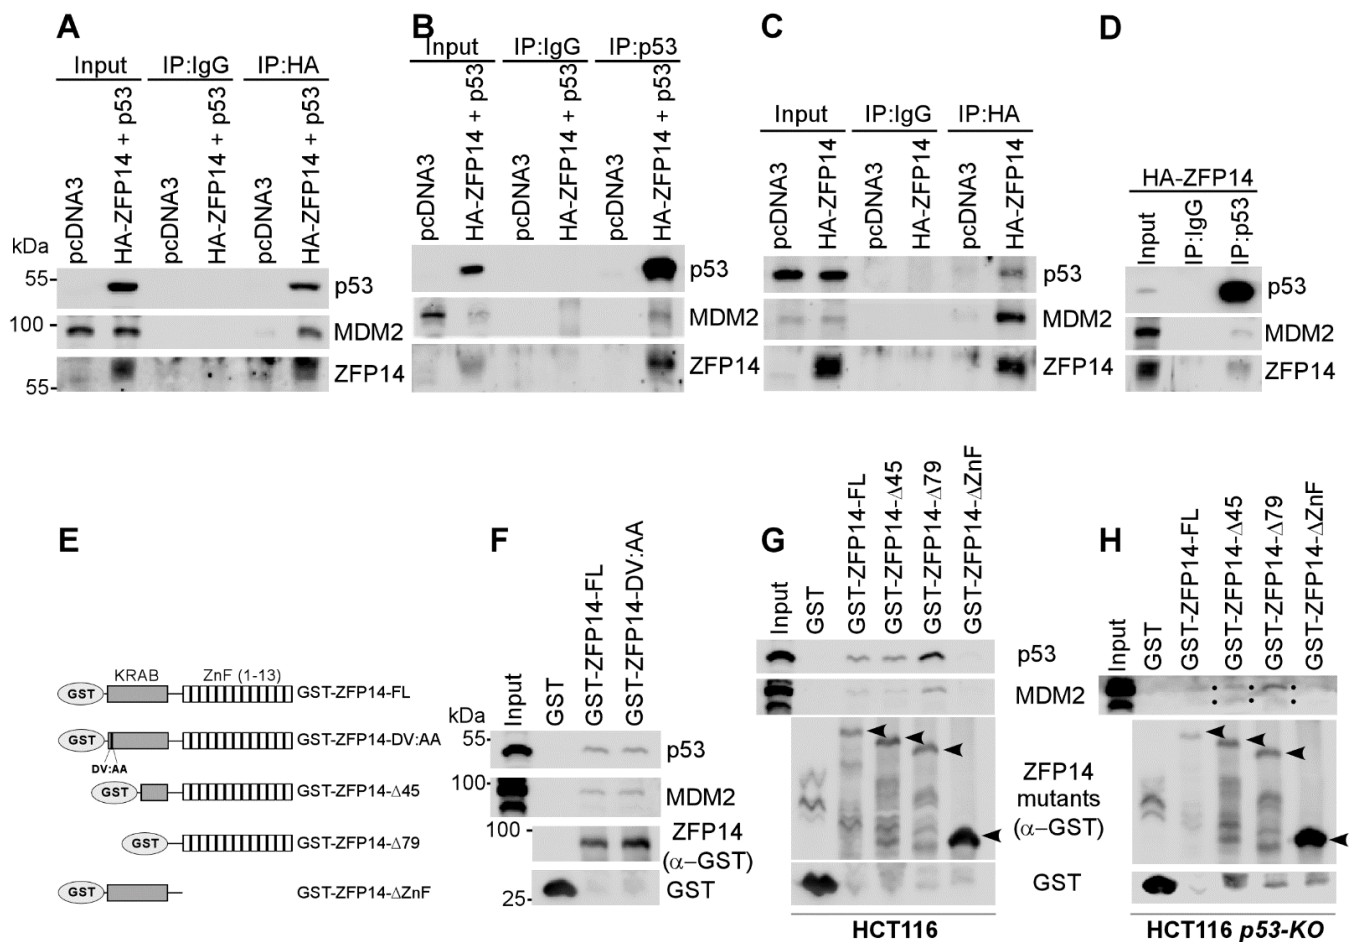 A
Input IP:IgG IP:HA
pcDNA3
HA-ZFP14 + p53
pcDNA3
HA-ZFP14 + p53
pcDNA3
HA-ZFP14 + p53
kDa
55- p53
100- MDM2
ZFP14
55-
B
Input IP:IgG IP:p53
pcDNA3
HA-ZFP14 + p53
pcDNA3
HA-ZFP14 + p53
pcDNA3
HA-ZFP14 + p53
p53
MDM2
ZFP14
C
Input IP:IgG IP:HA
pcDNA3
HA-ZFP14
pcDNA3
HA-ZFP14
pcDNA3
HA-ZFP14
p53
MDM2
ZFP14
D
HA-ZFP14
Input
IP:IgG
IP:p53
p53
MDM2
ZFP14
E
KRAB ZnF (1-13)
GST GST-ZFP14-FL
GST GST-ZFP14-DV:AA
DV:AA
GST GST-ZFP14-Δ45
GST GST-ZFP14-Δ79
GST GST-ZFP14-ΔZnF
F
Input
GST
GST-ZFP14-FL
GST-ZFP14-DV:AA
kDa
55- p53
100- MDM2
100- ZFP14
(α-GST)
25- GST
G
Input
GST
GST-ZFP14-FL
GST-ZFP14-Δ45
GST-ZFP14-Δ79
GST-ZFP14-ΔZnF
p53
MDM2
ZFP14
mutants
(α-GST)
GST
HCT116
H
Input
GST
GST-ZFP14-FL
GST-ZFP14-Δ45
GST-ZFP14-Δ79
GST-ZFP14-ΔZnF
HCT116 p53-KO